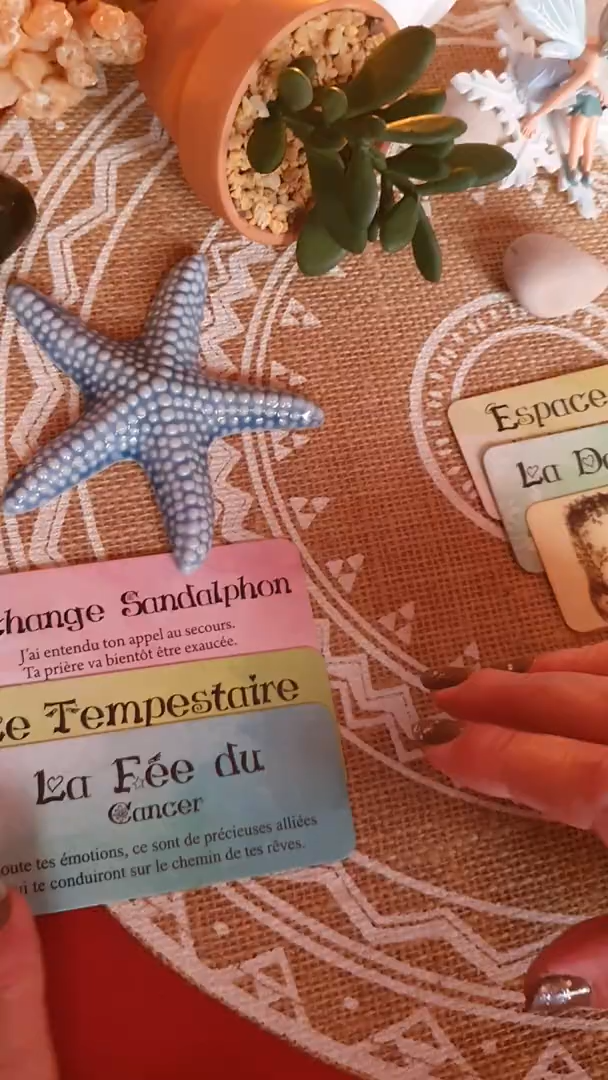 Espace
La
change Sandalphon
J'ai entendu ton appel au secours.
Ta prière va bientôt être exaucée.
Tempestaire
La Fée du
Cancer
oute tes émotions, ce sont de précieuses alliées
ui te conduiront sur le chemin de tes rêves.